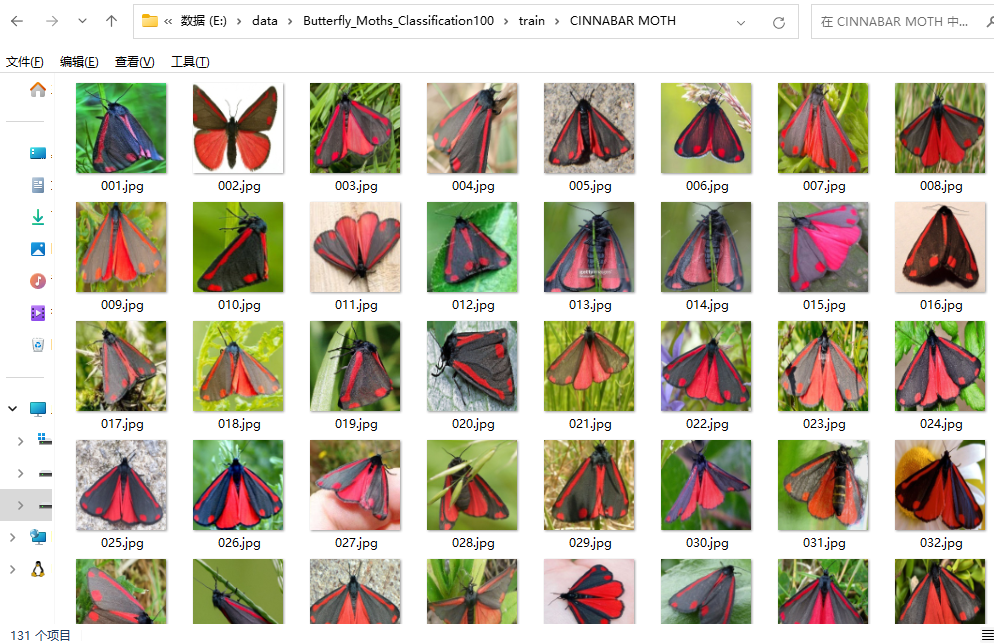 « 数据 (E:) › data › Butterfly_Moths_Classification100 › train › CINNABAR MOTH
在 CINNABAR MOTH 中...
文件(F) 编辑(E) 查看(V) 工具(T)
001.jpg 002.jpg 003.jpg 004.jpg 005.jpg 006.jpg 007.jpg 008.jpg
009.jpg 010.jpg 011.jpg 012.jpg 013.jpg 014.jpg 015.jpg 016.jpg
017.jpg 018.jpg 019.jpg 020.jpg 021.jpg 022.jpg 023.jpg 024.jpg
025.jpg 026.jpg 027.jpg 028.jpg 029.jpg 030.jpg 031.jpg 032.jpg
131 个项目